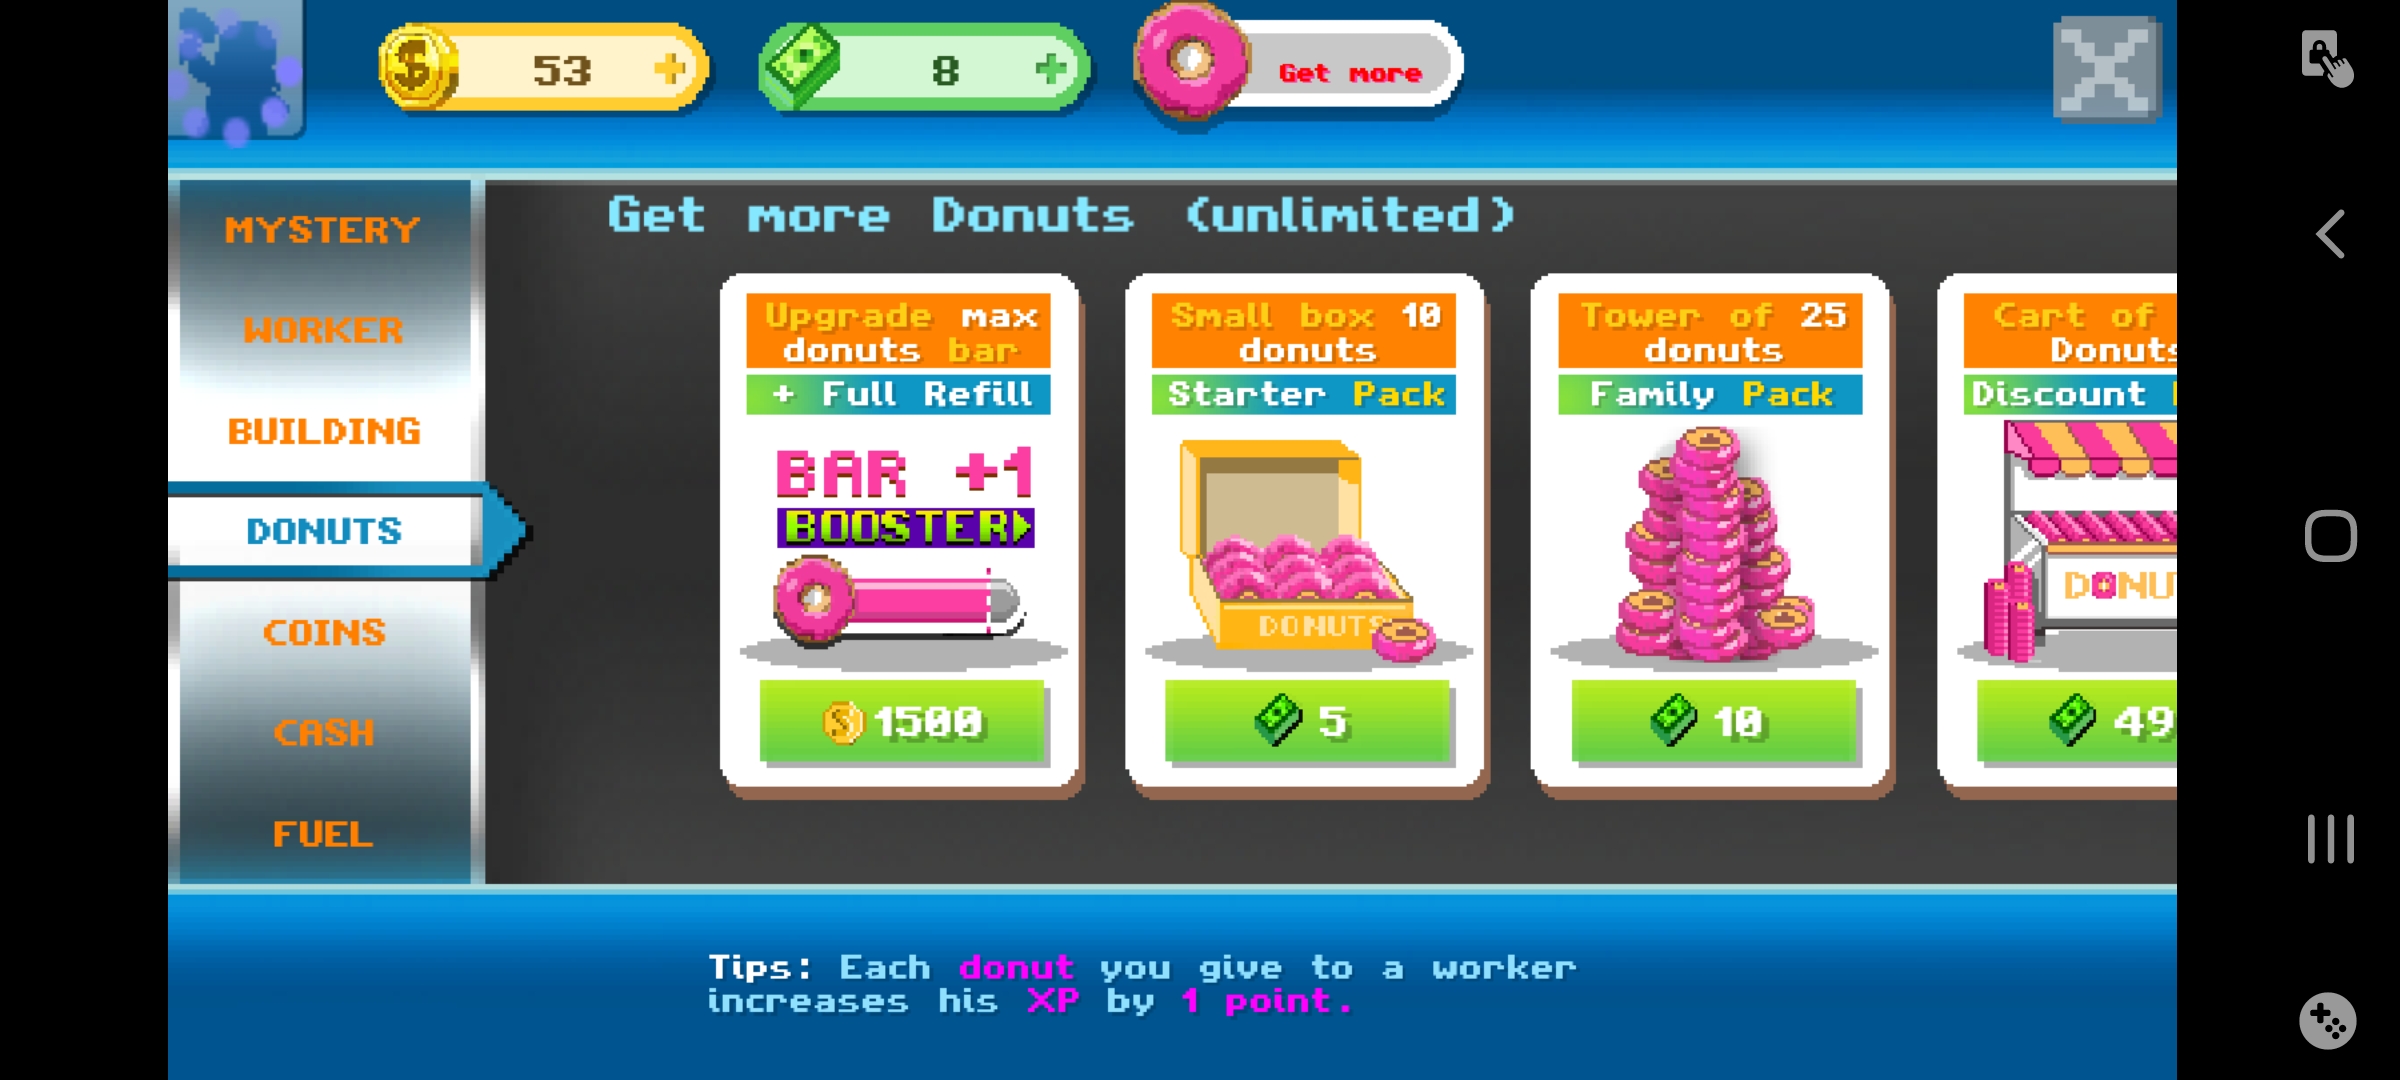 53
8
Get more
MYSTERY
WORKER
BUILDING
DONUTS
COINS
CASH
FUEL
Get more Donuts (unlimited)
Upgrade max
donuts bar
+ Full Refill
BAR +1
BOOSTER
1500
Small box 10
donuts
Starter Pack
DONUTS
5
Tower of 25
donuts
Family Pack
10
Cart of
Donuts
Discount
DONU
49
Tips: Each donut you give to a worker
increases his XP by 1 point.